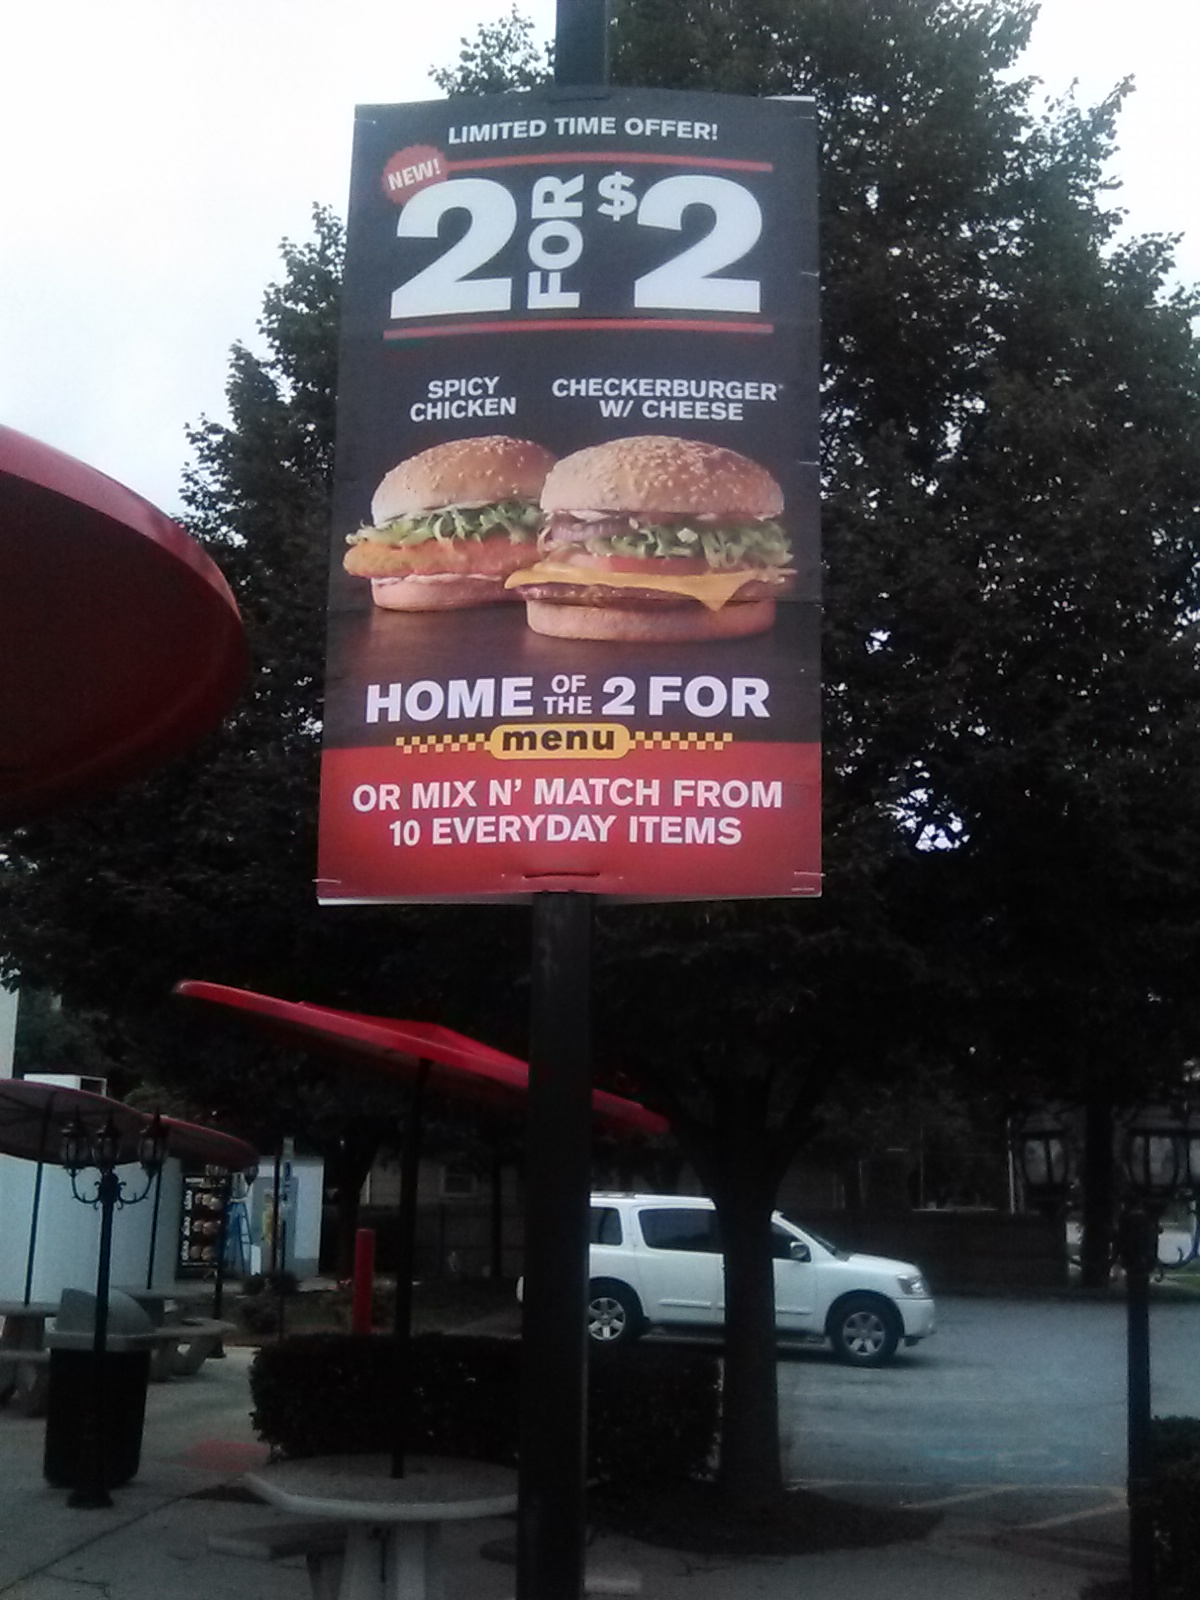 LIMITED TIME OFFER!
NEW!
2 FOR $2
SPICY CHICKEN
CHECKERBURGER® W/ CHEESE
HOME OF THE 2 FOR
menu
OR MIX N' MATCH FROM
10 EVERYDAY ITEMS